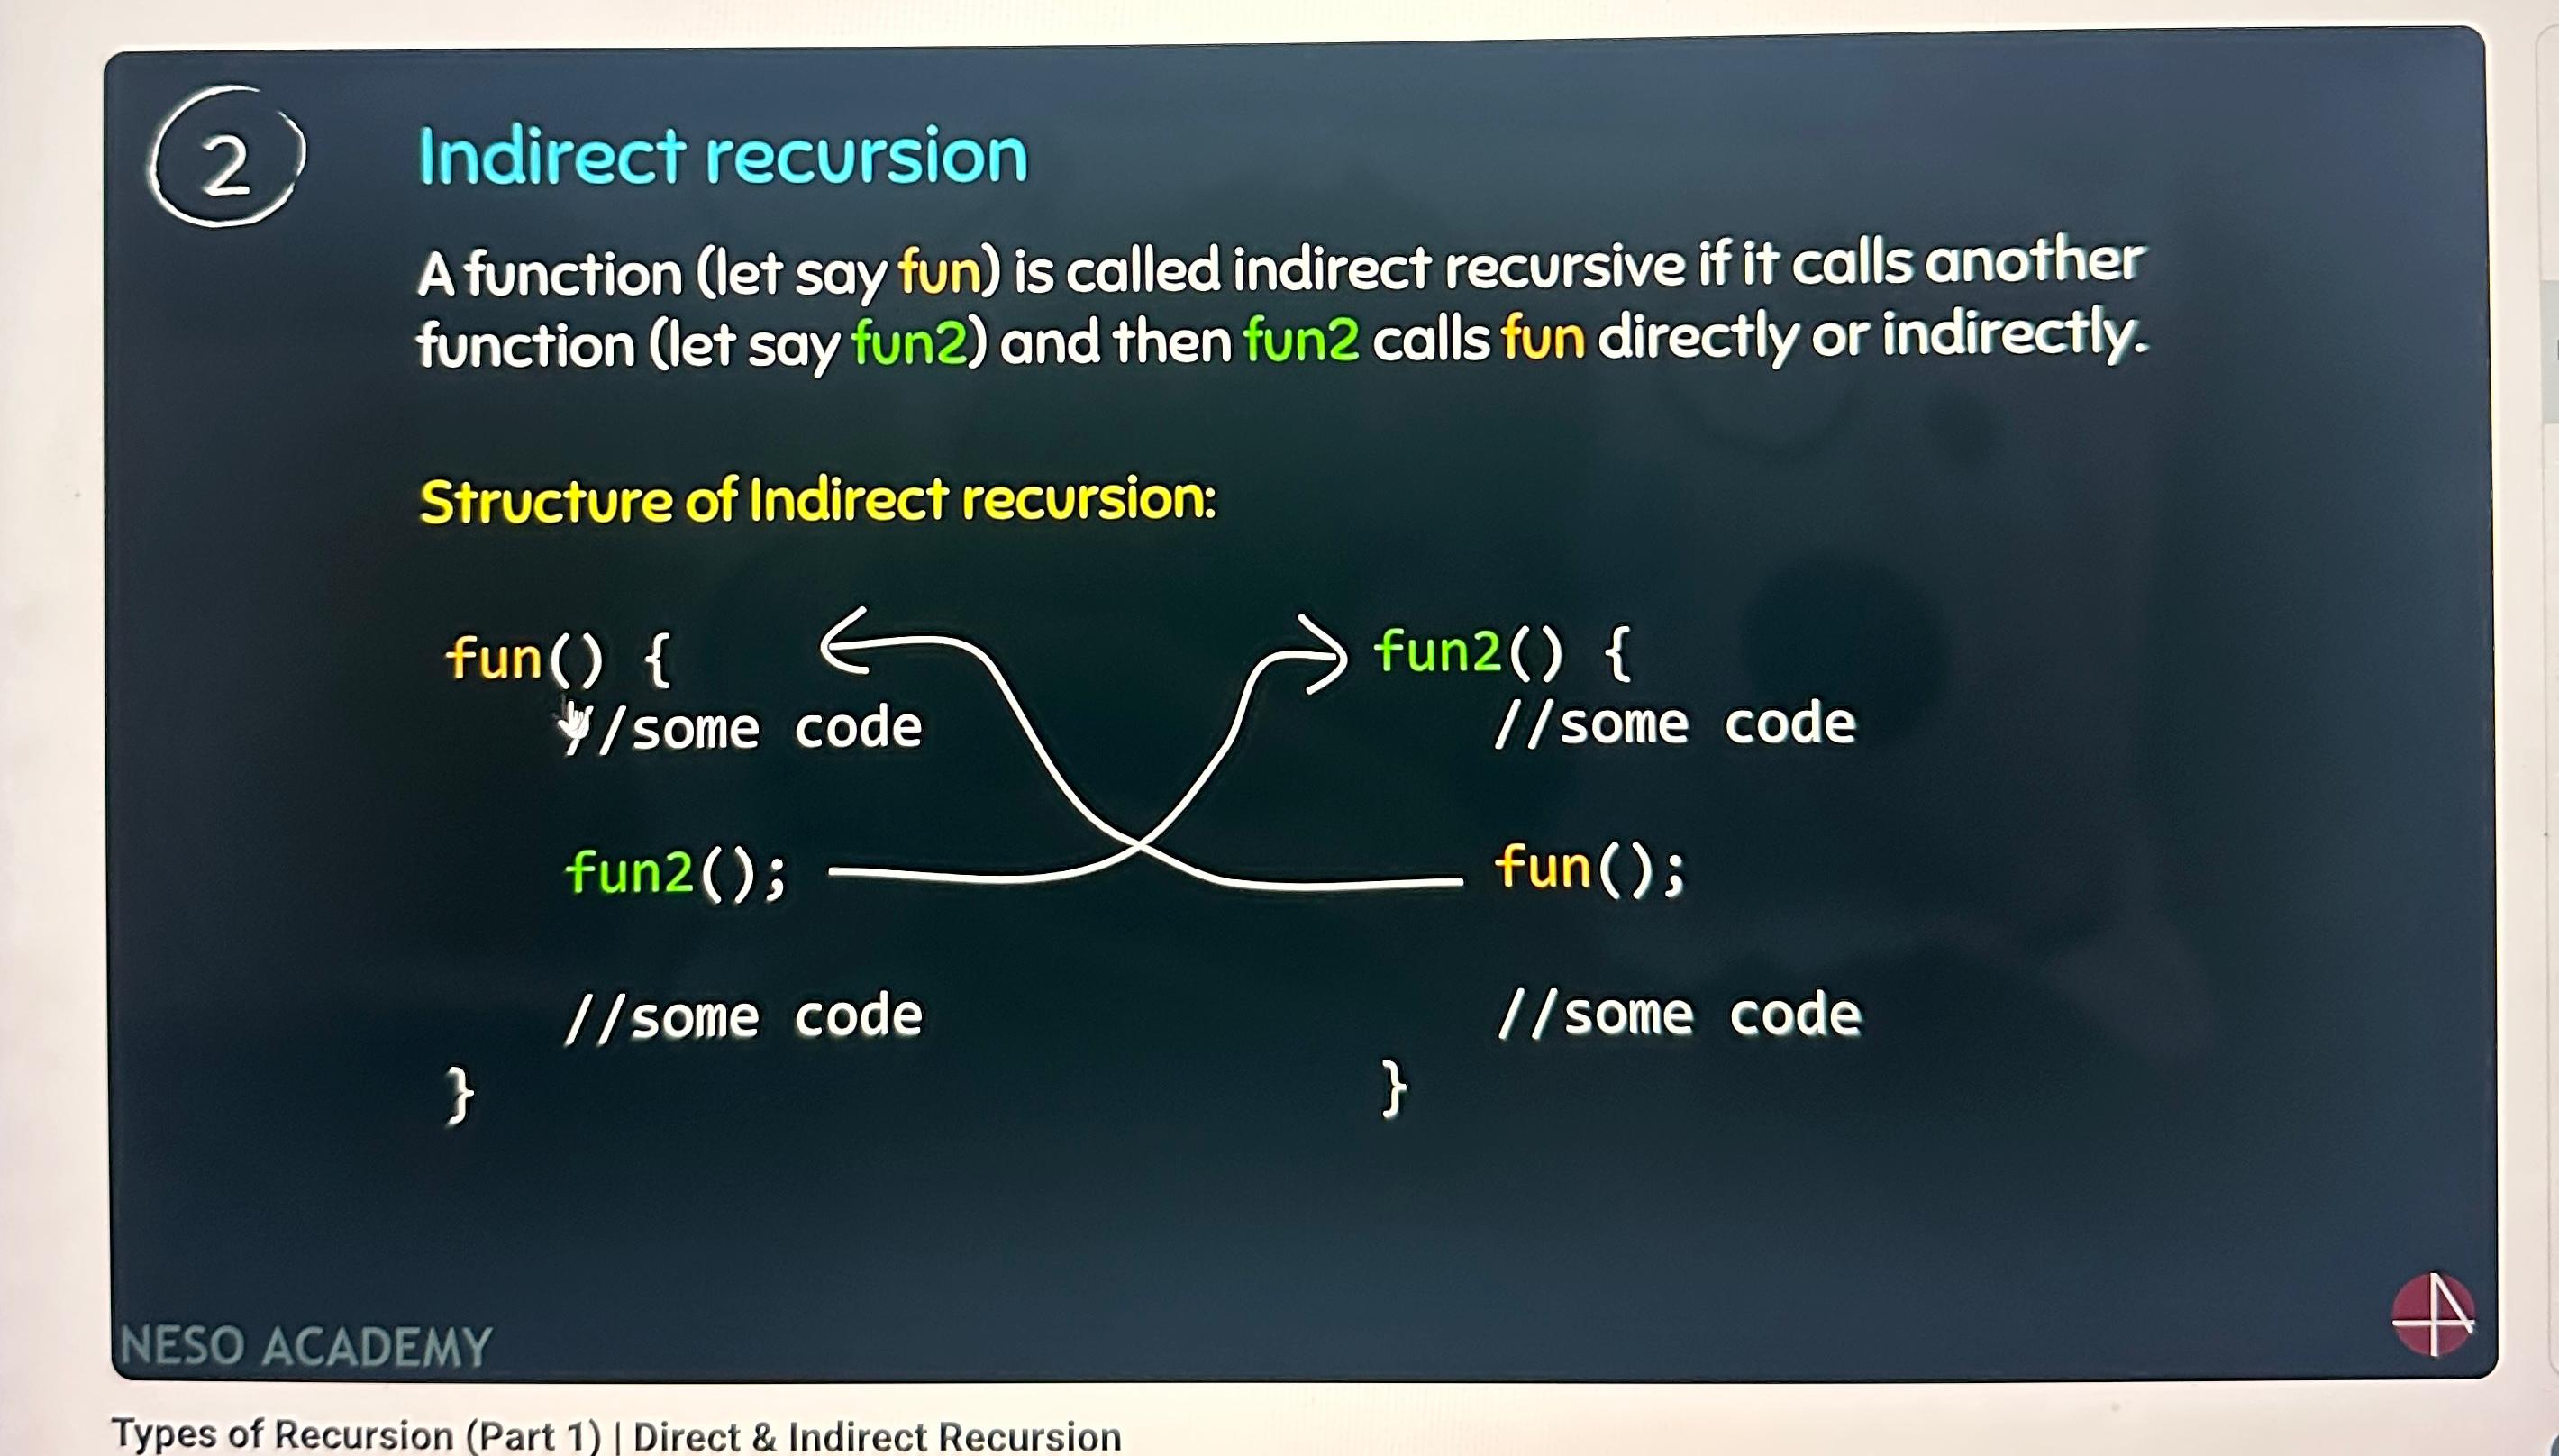 2
Indirect recursion
A function (let say fun) is called indirect recursive if it calls another
function (let say fun2) and then fun2 calls fun directly or indirectly.
Structure of Indirect recursion:
fun() {
//some code
fun2();
//some code
}
fun2() {
//some code
fun();
//some code
}
NESO ACADEMY
Types of Recursion (Part 1) | Direct & Indirect Recursion